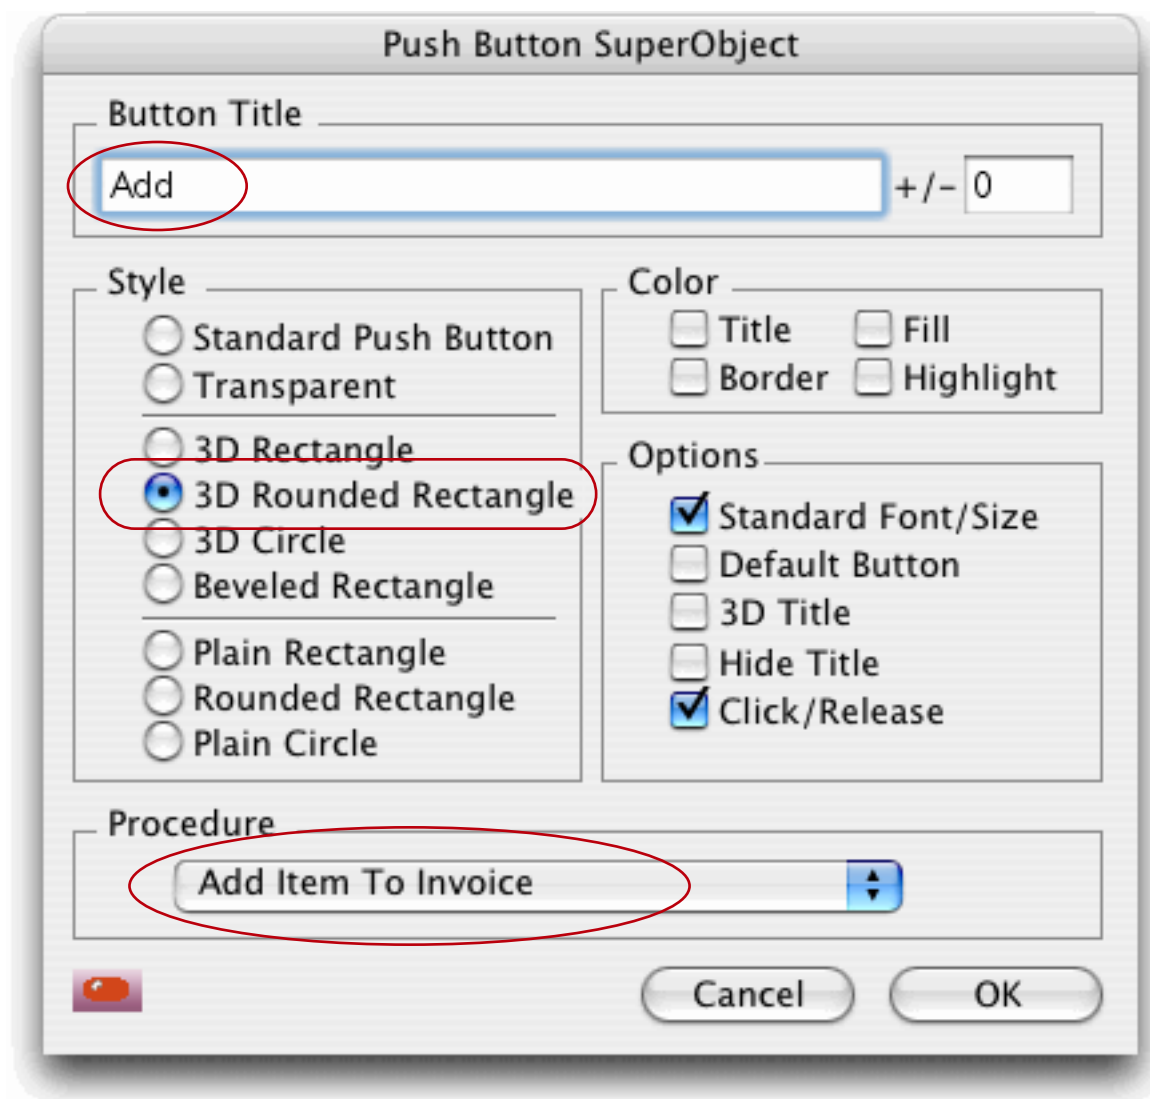 Push Button SuperObject
Button Title
Add +/- 0
Style
Standard Push Button
Transparent
3D Rectangle
3D Rounded Rectangle
3D Circle
Beveled Rectangle
Plain Rectangle
Rounded Rectangle
Plain Circle
Color
Title Fill
Border Highlight
Options
Standard Font/Size
Default Button
3D Title
Hide Title
Click/Release
Procedure
Add Item To Invoice
Cancel OK